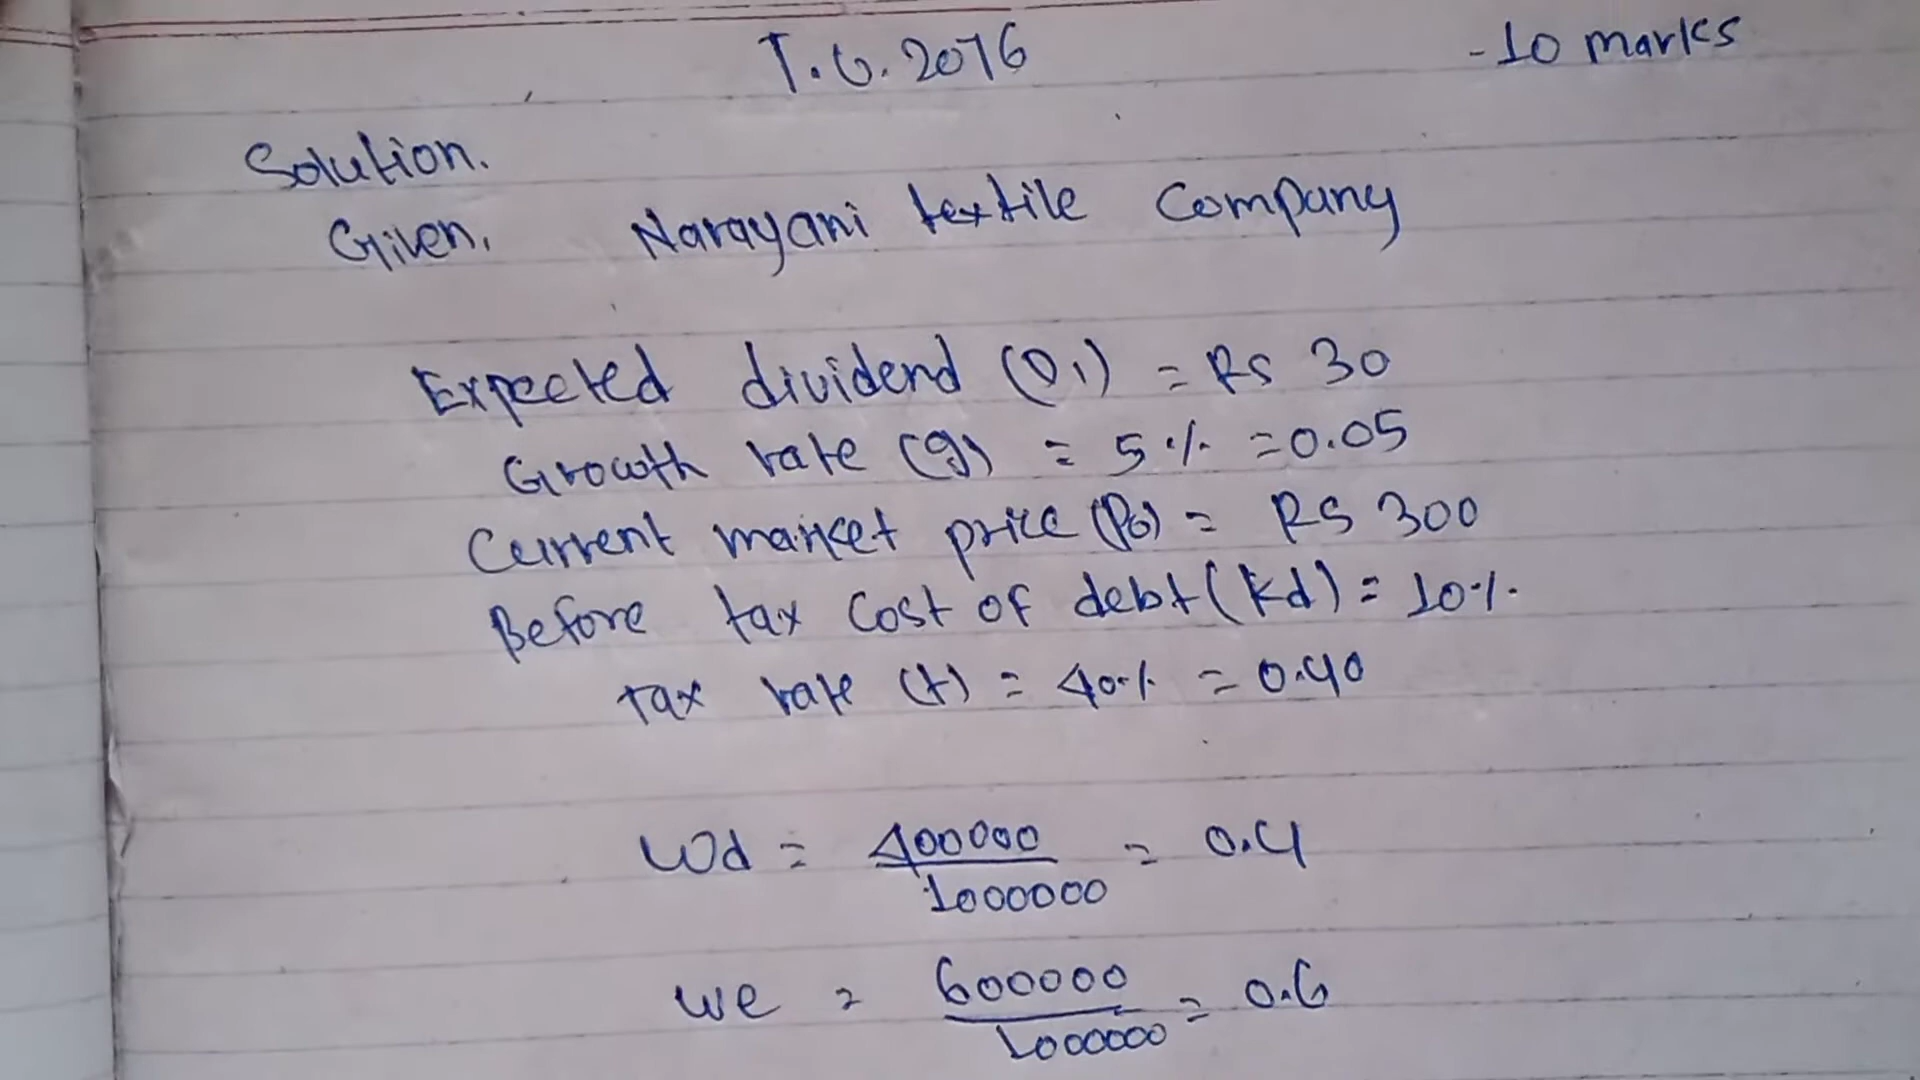 T.U. 2076 - 10 marks
Solution.
Given, Narayani textile Company
Expected dividend (D1) = Rs 30
Growth rate (g) = 5% = 0.05
Current market price (P0) = RS 300
Before tax Cost of debt (kd) = 10%.
tax rate (t) = 40% = 0.40
Wd = 400000 / 1000000 = 0.4
we = 600000 / 1000000 = 0.6